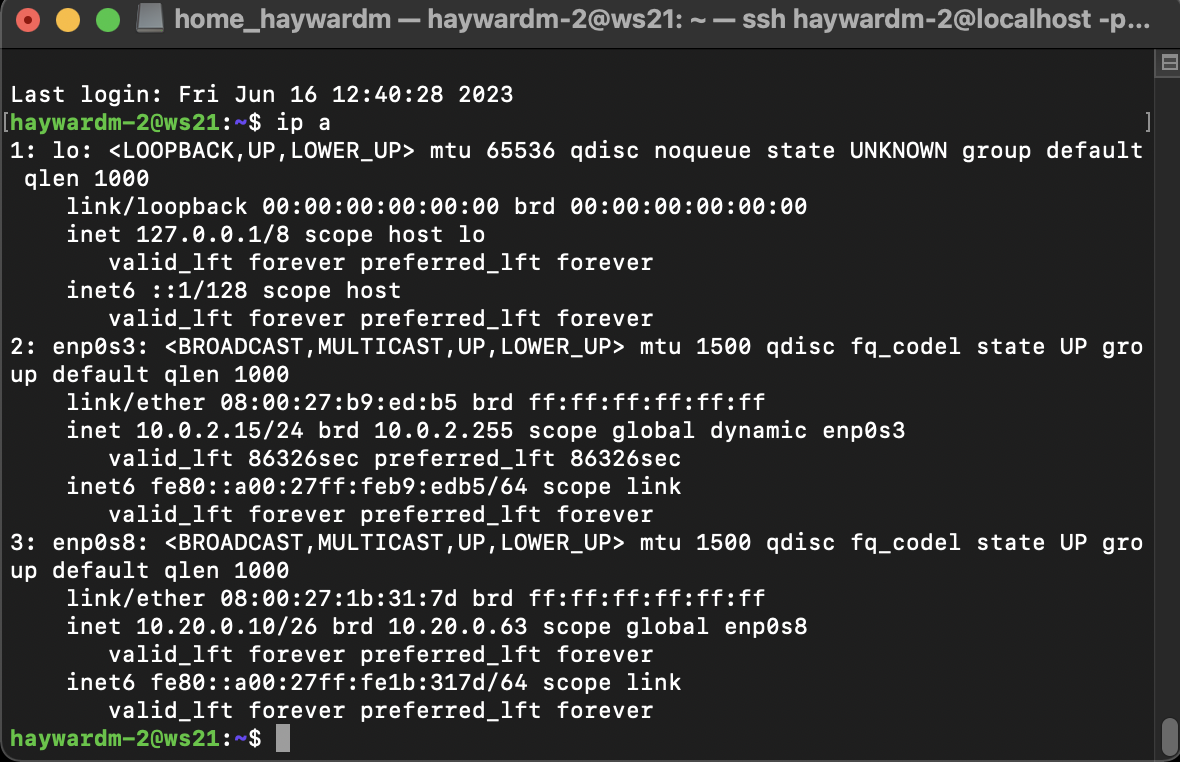 home_haywardm — haywardm-2@ws21: ~ — ssh haywardm-2@localhost -p...
Last login: Fri Jun 16 12:40:28 2023
[haywardm-2@ws21:~$ ip a ]
1: lo: <LOOPBACK,UP,LOWER_UP> mtu 65536 qdisc noqueue state UNKNOWN group default
 qlen 1000
    link/loopback 00:00:00:00:00:00 brd 00:00:00:00:00:00
    inet 127.0.0.1/8 scope host lo
       valid_lft forever preferred_lft forever
    inet6 ::1/128 scope host
       valid_lft forever preferred_lft forever
2: enp0s3: <BROADCAST,MULTICAST,UP,LOWER_UP> mtu 1500 qdisc fq_codel state UP gro
up default qlen 1000
    link/ether 08:00:27:b9:ed:b5 brd ff:ff:ff:ff:ff:ff
    inet 10.0.2.15/24 brd 10.0.2.255 scope global dynamic enp0s3
       valid_lft 86326sec preferred_lft 86326sec
    inet6 fe80::a00:27ff:feb9:edb5/64 scope link
       valid_lft forever preferred_lft forever
3: enp0s8: <BROADCAST,MULTICAST,UP,LOWER_UP> mtu 1500 qdisc fq_codel state UP gro
up default qlen 1000
    link/ether 08:00:27:1b:31:7d brd ff:ff:ff:ff:ff:ff
    inet 10.20.0.10/26 brd 10.20.0.63 scope global enp0s8
       valid_lft forever preferred_lft forever
    inet6 fe80::a00:27ff:fe1b:317d/64 scope link
       valid_lft forever preferred_lft forever
haywardm-2@ws21:~$